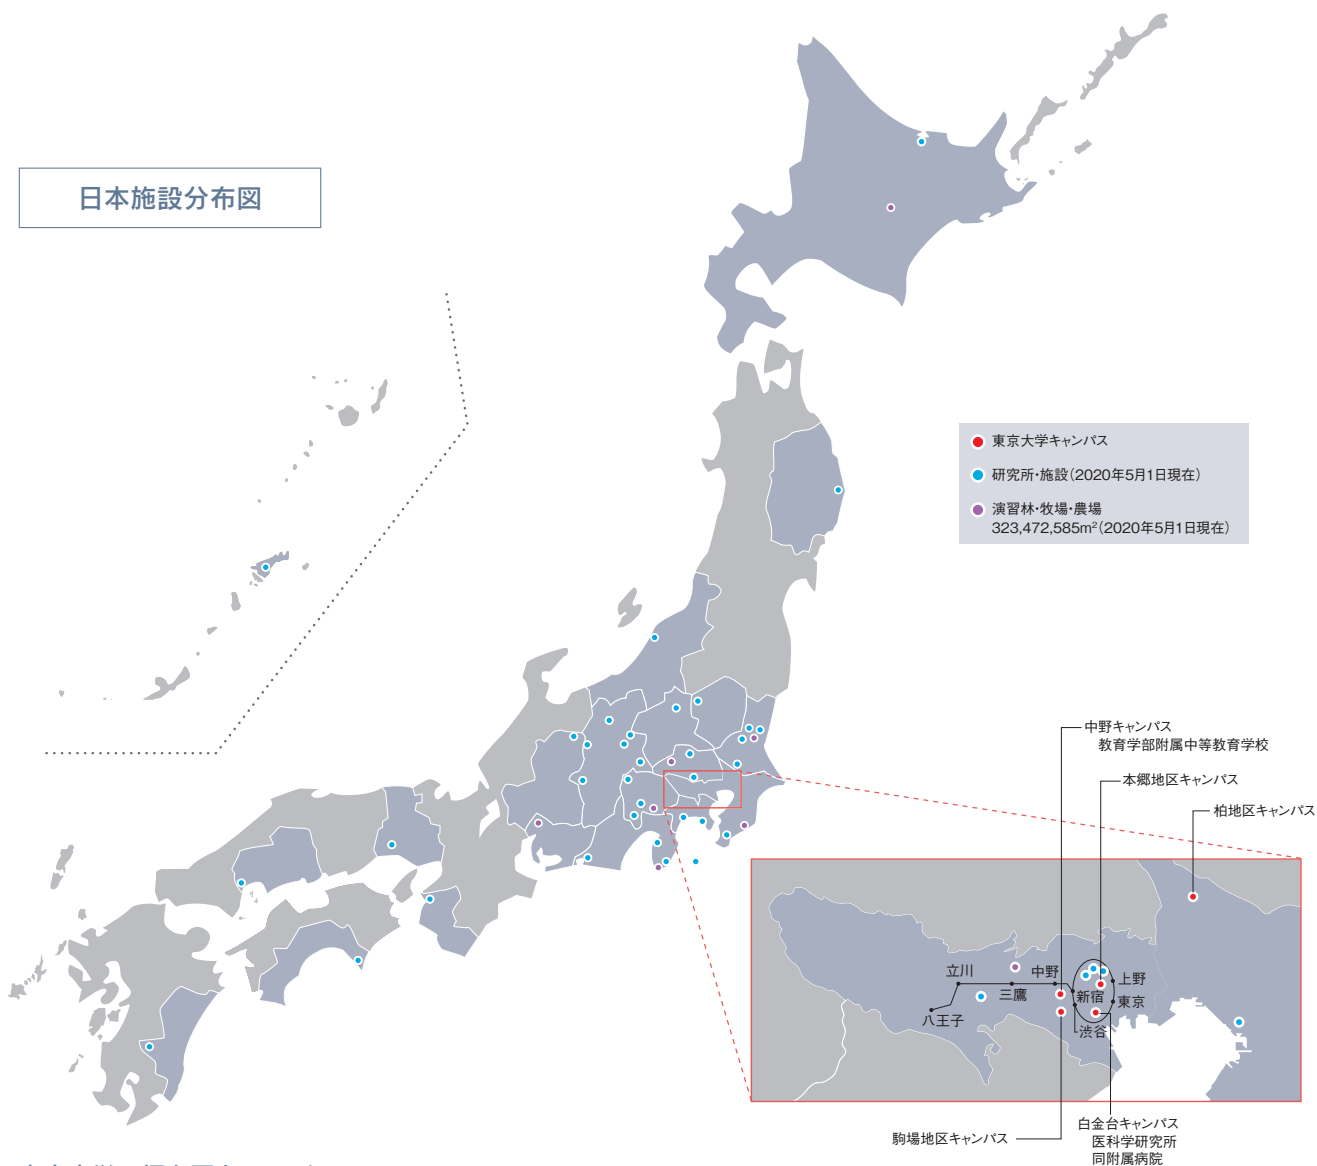 日本施設分布図
東京大学キャンパス
研究所・施設（2020年5月1日現在）
演習林・牧場・農場
323,472,585m²（2020年5月1日現在）
中野キャンパス
教育学部附属中等教育学校
本郷地区キャンパス
柏地区キャンパス
立川
中野
上野
三鷹
新宿
東京
八王子
渋谷
駒場地区キャンパス
白金台キャンパス
医科学研究所
同附属病院